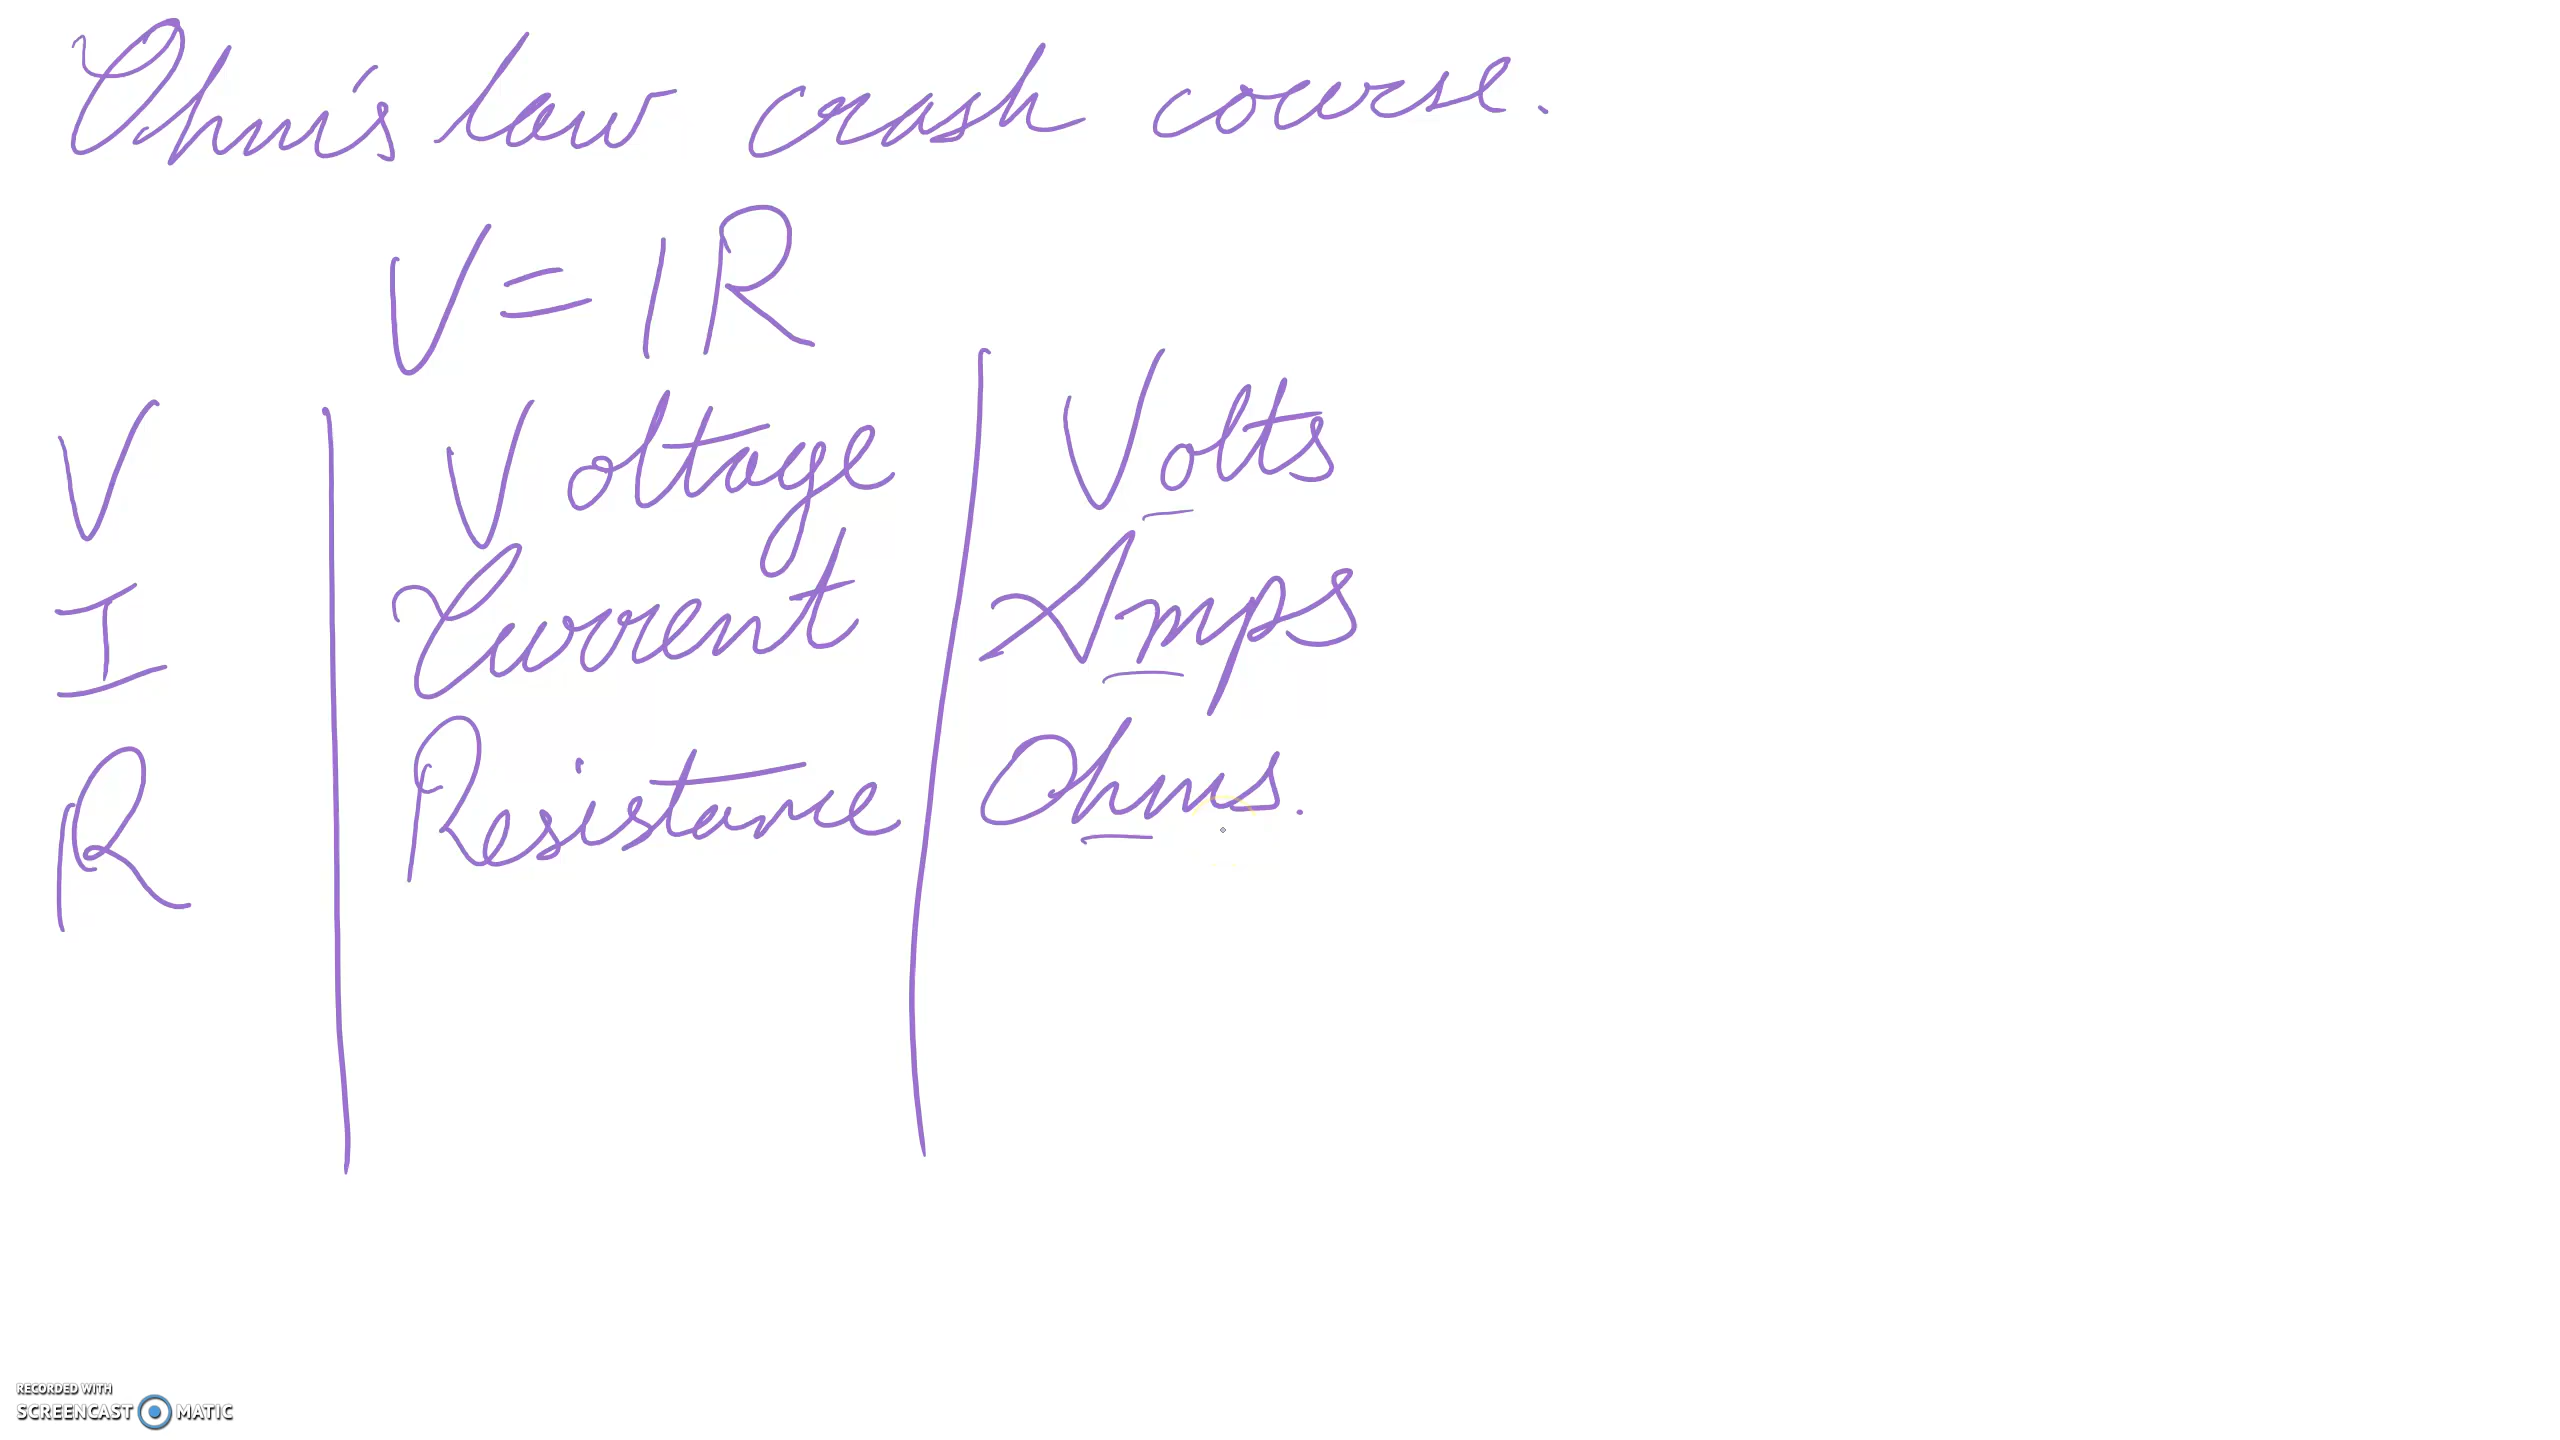 Ohm's law crash course.
V = IR
V Voltage Volts
I Current Amps
R Resistance Ohms.
RECORDED WITH
SCREENCAST MATIC